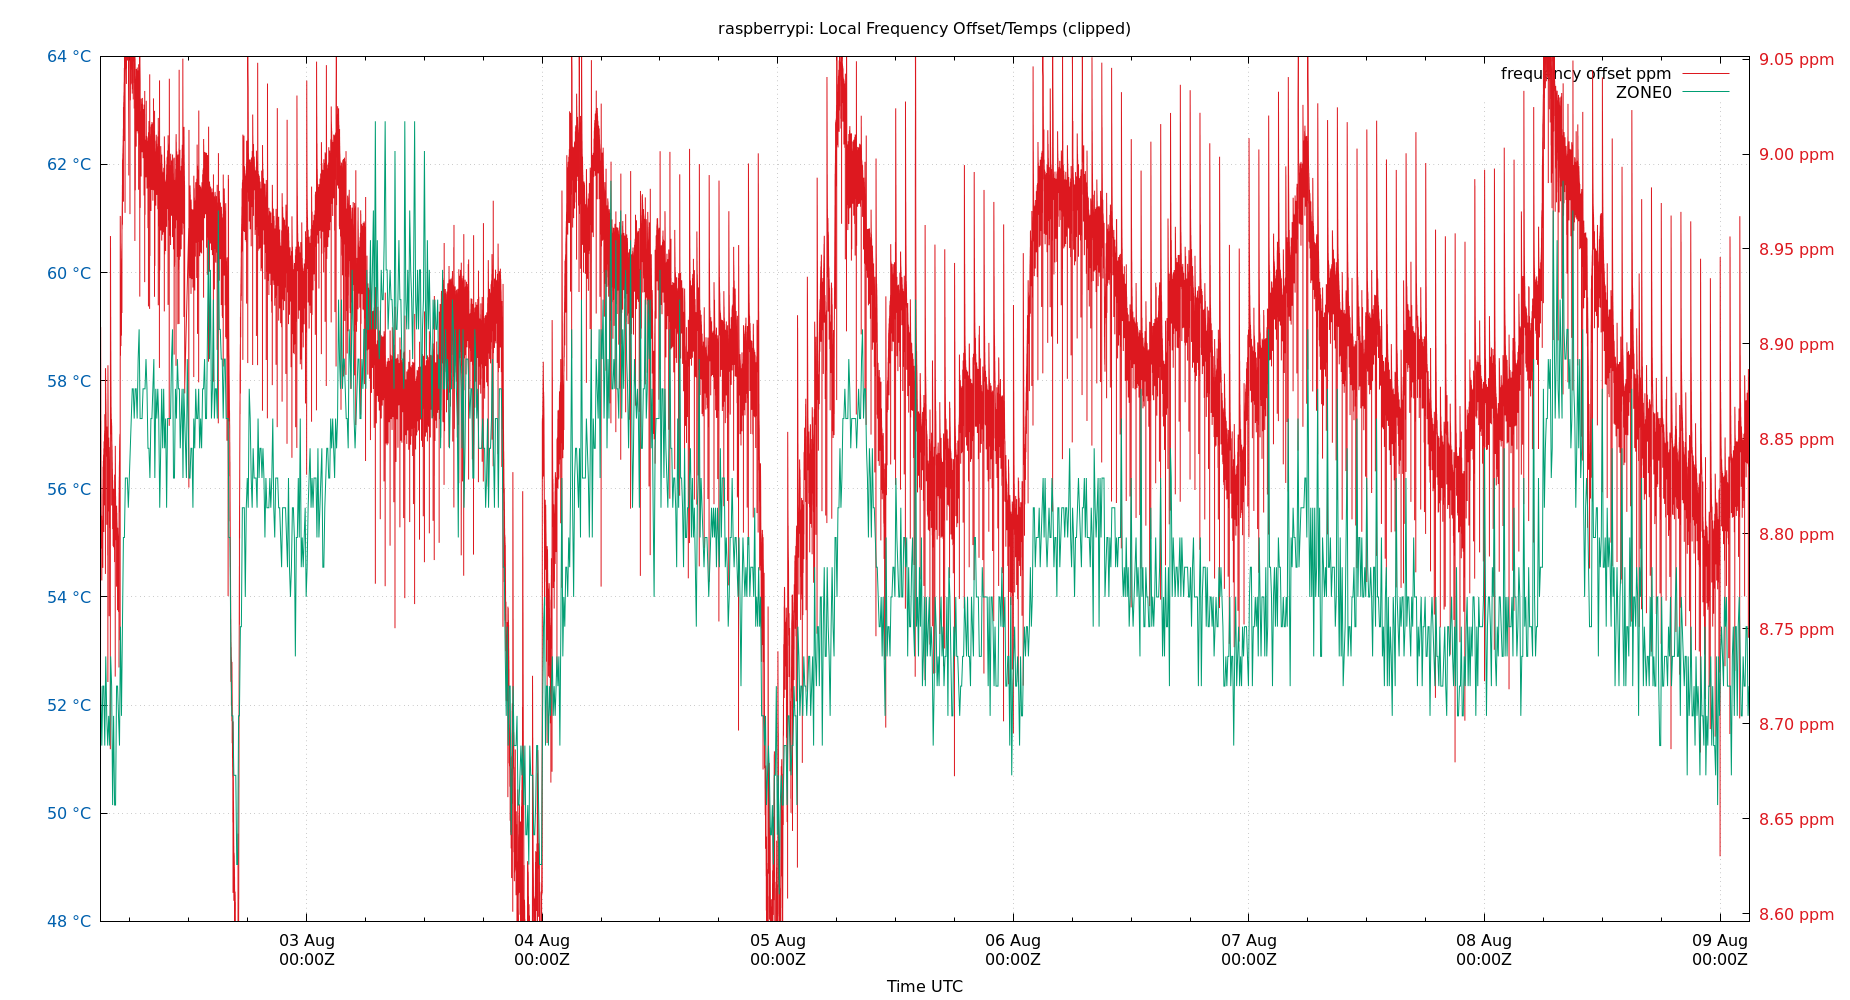 raspberrypi: Local Frequency Offset/Temps (clipped)
64 °C
62 °C
60 °C
58 °C
56 °C
54 °C
52 °C
50 °C
48 °C
9.05 ppm
9.00 ppm
8.95 ppm
8.90 ppm
8.85 ppm
8.80 ppm
8.75 ppm
8.70 ppm
8.65 ppm
8.60 ppm
frequency offset ppm
ZONE0
03 Aug
00:00Z
04 Aug
00:00Z
05 Aug
00:00Z
06 Aug
00:00Z
07 Aug
00:00Z
08 Aug
00:00Z
09 Aug
00:00Z
Time UTC